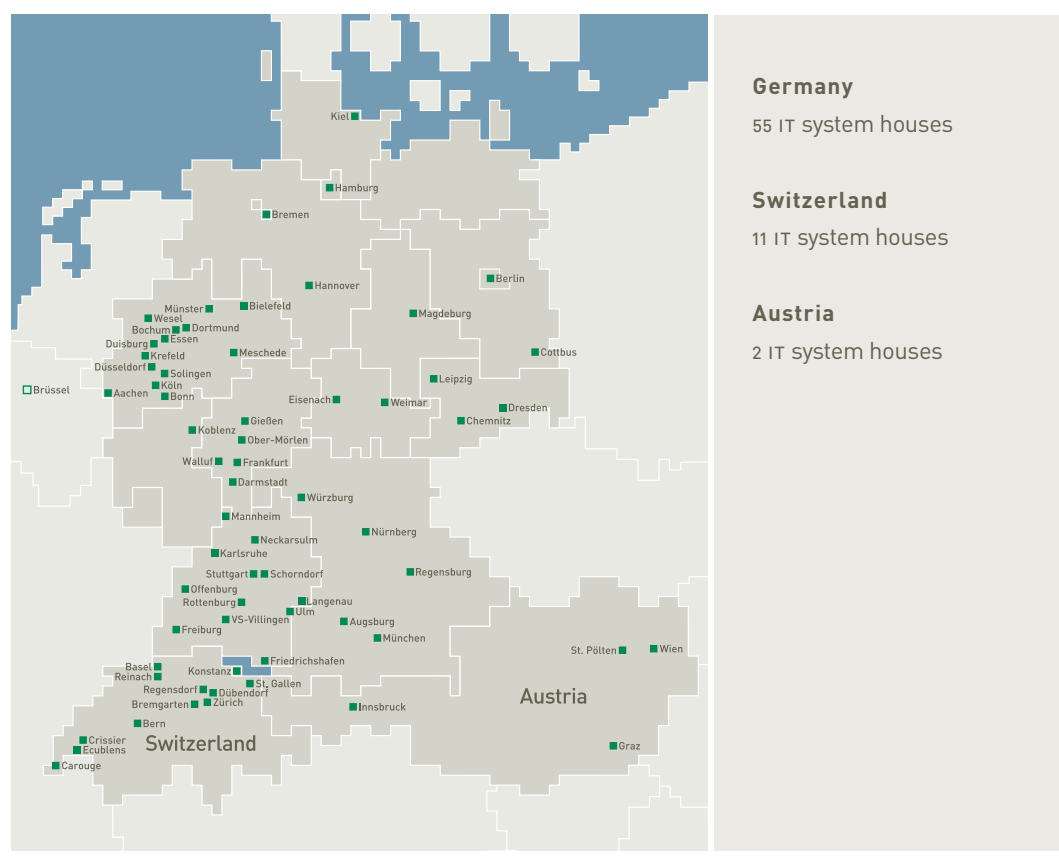 Kiel
Hamburg
Bremen
Berlin
Hannover
Münster
Bielefeld
Magdeburg
Wesel
Bochum
Dortmund
Essen
Duisburg
Meschede
Cottbus
Krefeld
Düsseldorf
Solingen
Leipzig
Köln
Brüssel
Aachen
Bonn
Eisenach
Weimar
Dresden
Gießen
Chemnitz
Koblenz
Ober-Mörlen
Walluf
Frankfurt
Darmstadt
Würzburg
Mannheim
Nürnberg
Neckarsulm
Karlsruhe
Stuttgart
Schorndorf
Regensburg
Offenburg
Rottenburg
Langenau
Ulm
VS-Villingen
Augsburg
Freiburg
München
St. Pölten
Wien
Friedrichshafen
Basel
Konstanz
Reinach
St. Gallen
Regensdorf
Dübendorf
Austria
Bremgarten
Zürich
Innsbruck
Bern
Crissier
Switzerland
Graz
Ecublens
Carouge
Germany
55 IT system houses
Switzerland
11 IT system houses
Austria
2 IT system houses